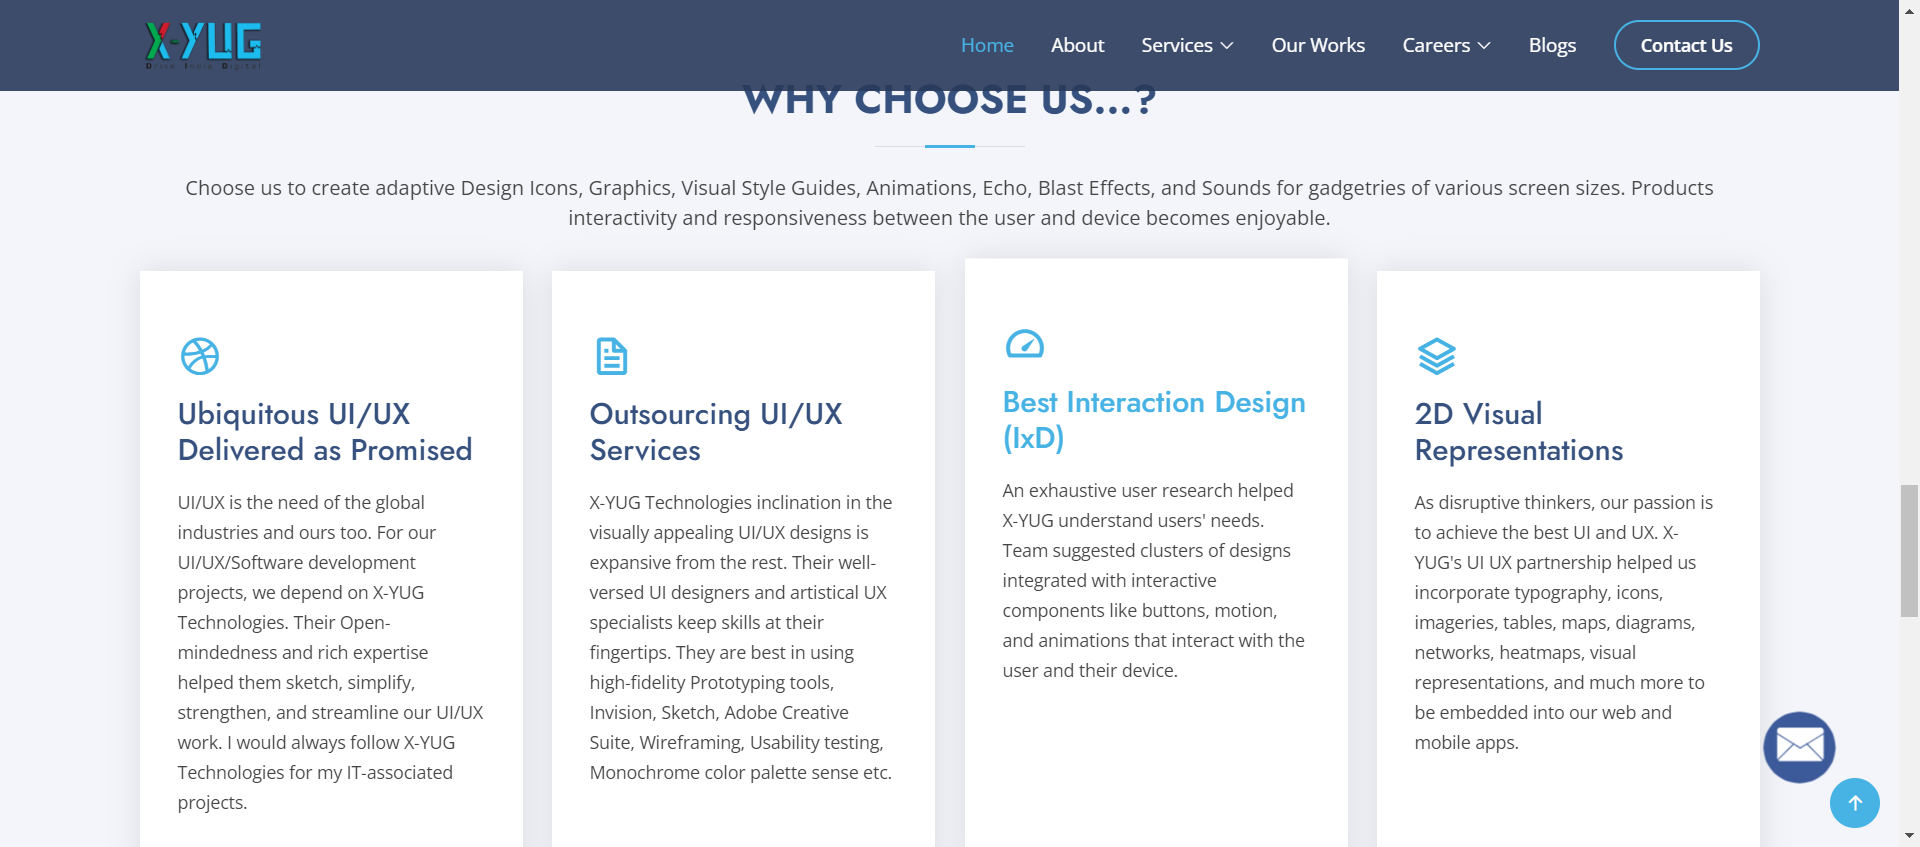 X-YUG
Drive India Digital
Home
About
Services
Our Works
Careers
Blogs
Contact Us
WHY CHOOSE US...?
Choose us to create adaptive Design Icons, Graphics, Visual Style Guides, Animations, Echo, Blast Effects, and Sounds for gadgetries of various screen sizes. Products
interactivity and responsiveness between the user and device becomes enjoyable.
Ubiquitous UI/UX
Delivered as Promised
UI/UX is the need of the global
industries and ours too. For our
UI/UX/Software development
projects, we depend on X-YUG
Technologies. Their Open-
mindedness and rich expertise
helped them sketch, simplify,
strengthen, and streamline our UI/UX
work. I would always follow X-YUG
Technologies for my IT-associated
projects.
Outsourcing UI/UX
Services
X-YUG Technologies inclination in the
visually appealing UI/UX designs is
expansive from the rest. Their well-
versed UI designers and artistical UX
specialists keep skills at their
fingertips. They are best in using
high-fidelity Prototyping tools,
Invision, Sketch, Adobe Creative
Suite, Wireframing, Usability testing,
Monochrome color palette sense etc.
Best Interaction Design
(IxD)
An exhaustive user research helped
X-YUG understand users' needs.
Team suggested clusters of designs
integrated with interactive
components like buttons, motion,
and animations that interact with the
user and their device.
2D Visual
Representations
As disruptive thinkers, our passion is
to achieve the best UI and UX. X-
YUG's UI UX partnership helped us
incorporate typography, icons,
imageries, tables, maps, diagrams,
networks, heatmaps, visual
representations, and much more to
be embedded into our web and
mobile apps.